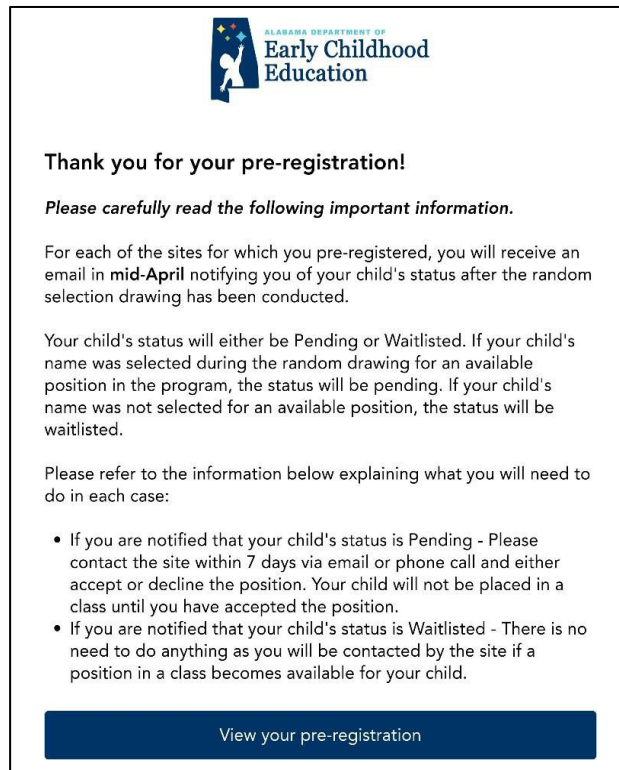 ALABAMA DEPARTMENT OF
Early Childhood
Education
Thank you for your pre-registration!
Please carefully read the following important information.
For each of the sites for which you pre-registered, you will receive an
email in mid-April notifying you of your child's status after the random
selection drawing has been conducted.
Your child's status will either be Pending or Waitlisted. If your child's
name was selected during the random drawing for an available
position in the program, the status will be pending. If your child's
name was not selected for an available position, the status will be
waitlisted.
Please refer to the information below explaining what you will need to
do in each case:
• If you are notified that your child's status is Pending - Please
contact the site within 7 days via email or phone call and either
accept or decline the position. Your child will not be placed in a
class until you have accepted the position.
• If you are notified that your child's status is Waitlisted - There is no
need to do anything as you will be contacted by the site if a
position in a class becomes available for your child.
View your pre-registration